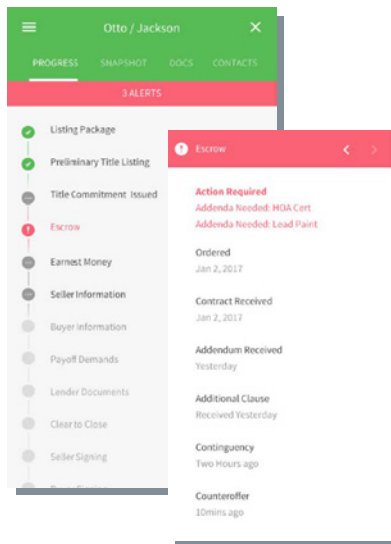 Otto / Jackson
PROGRESS SNAPSHOT DOCS CONTACTS
3 ALERTS
Listing Package
Preliminary Title Listing
Title Commitment Issued
Escrow
Earnest Money
Seller Information
Buyer Information
Payoff Demands
Lender Documents
Clear to Close
Seller Signing
Escrow
Action Required
Addenda Needed: HOA Cert
Addenda Needed: Lead Paint
Ordered
Jan 2, 2017
Contract Received
Jan 2, 2017
Addendum Received
Yesterday
Additional Clause
Received Yesterday
Continguency
Two Hours ago
Counteroffer
10mins ago